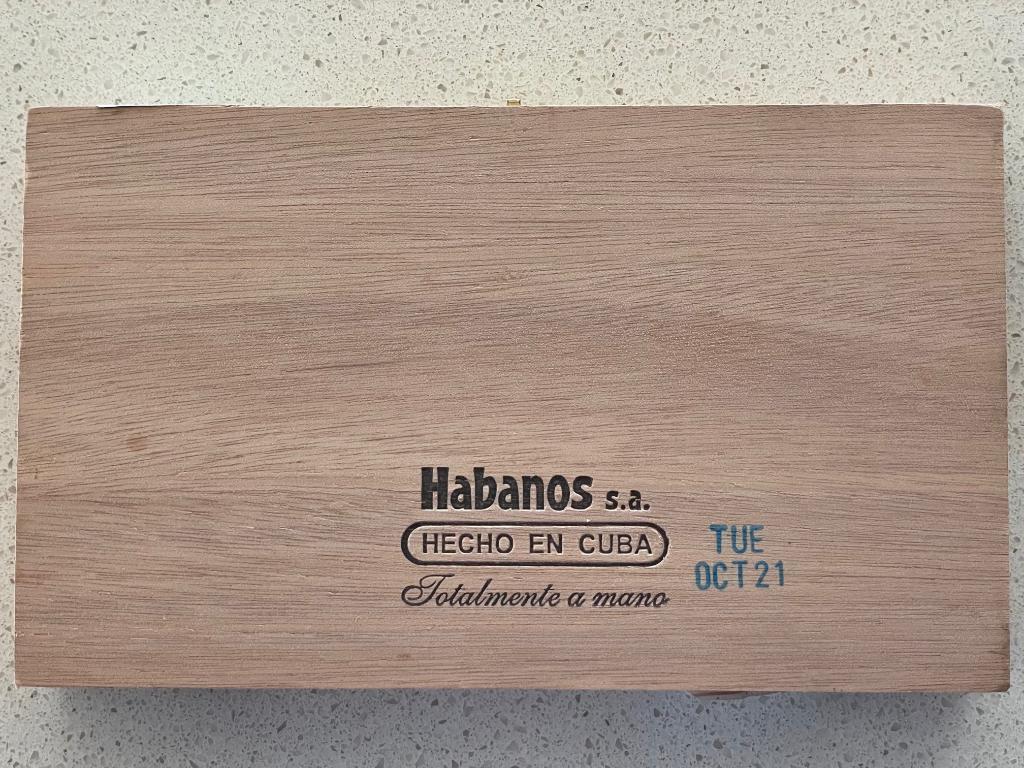 Habanos s.a.
HECHO EN CUBA
Totalmente a mano
TUE
OCT21